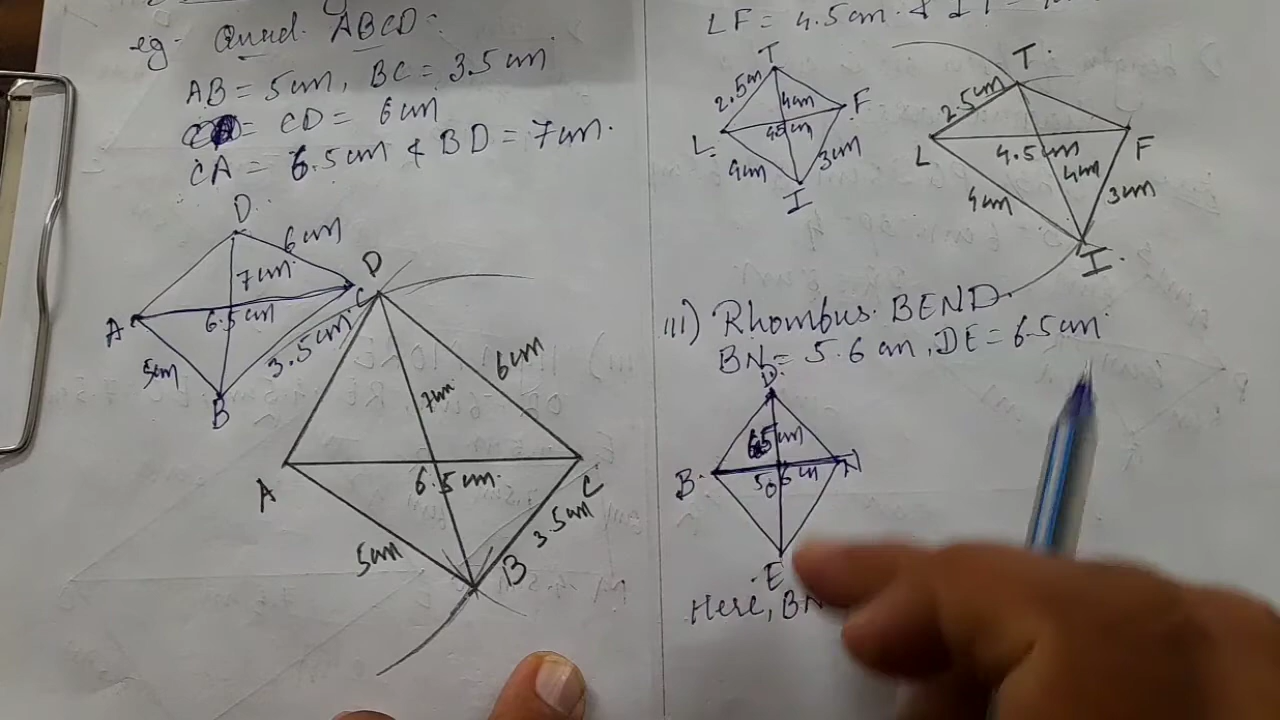 eg- Quad. ABCD:
AB = 5cm, BC = 3.5cm
= CD = 6cm
CA = 6.5cm & BD = 7cm.
D.
6cm
7cm.
A
6.5cm
C
5cm
B
D
3.5cm
6cm
7cm
A
6.5cm.
C
5cm
B
3.5cm
LF = 4.5cm. &
T
2.5cm
4cm
F
L.
4.5cm
4cm
3cm
I
T.
2.5cm
L
4.5cm
F
4cm
4cm
3cm
I.
iii) Rhombus. BEND.
BN = 5.6 cm, DE = 6.5cm.
D
6.5cm
B.
5.6cm
N
E
Here, BN